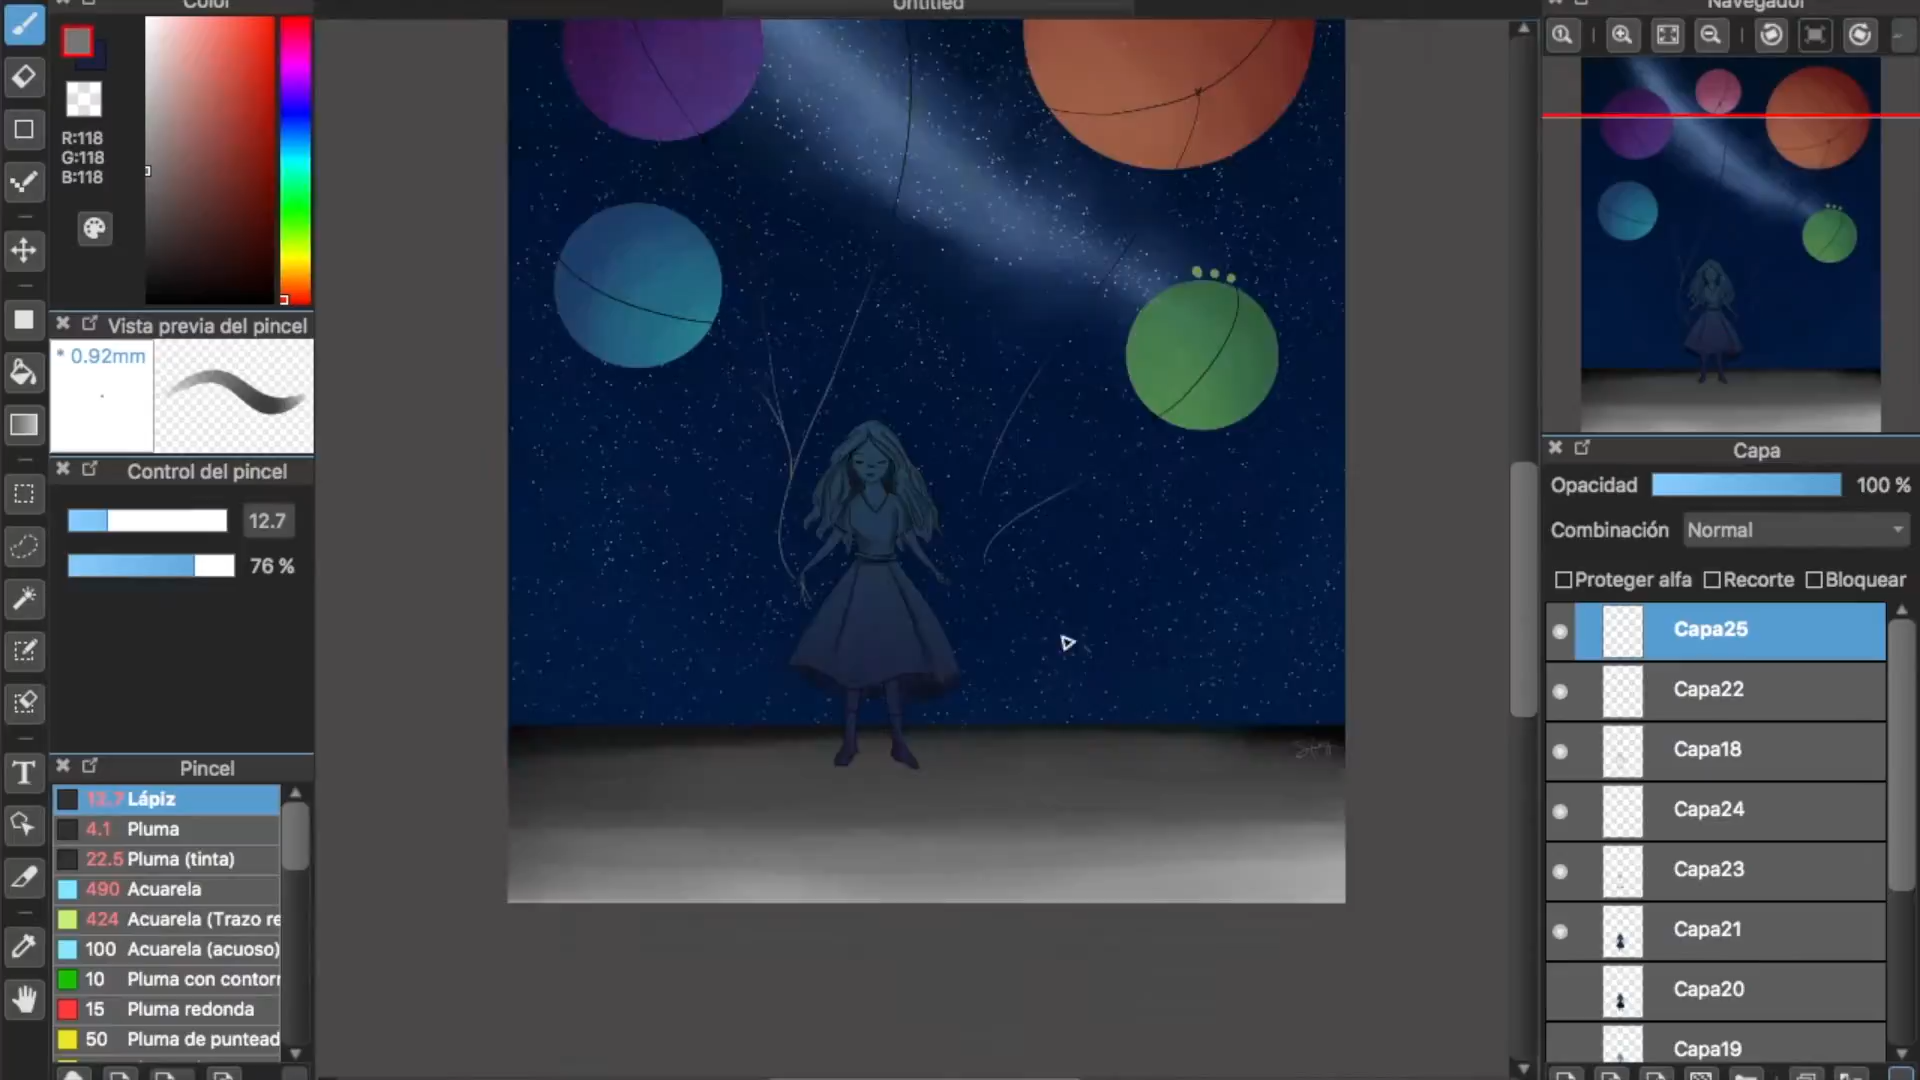 Color
Untitled
Navegador
R:118
G:118
B:118
Vista previa del pincel
* 0.92mm
Control del pincel
12.7
76 %
Pincel
12.7 Lápiz
4.1 Pluma
22.5 Pluma (tinta)
490 Acuarela
424 Acuarela (Trazo re
100 Acuarela (acuoso)
10 Pluma con contorn
15 Pluma redonda
50 Pluma de puntead
Capa
Opacidad 100 %
Combinación Normal
Proteger alfa Recorte Bloquear
Capa25
Capa22
Capa18
Capa24
Capa23
Capa21
Capa20
Capa19